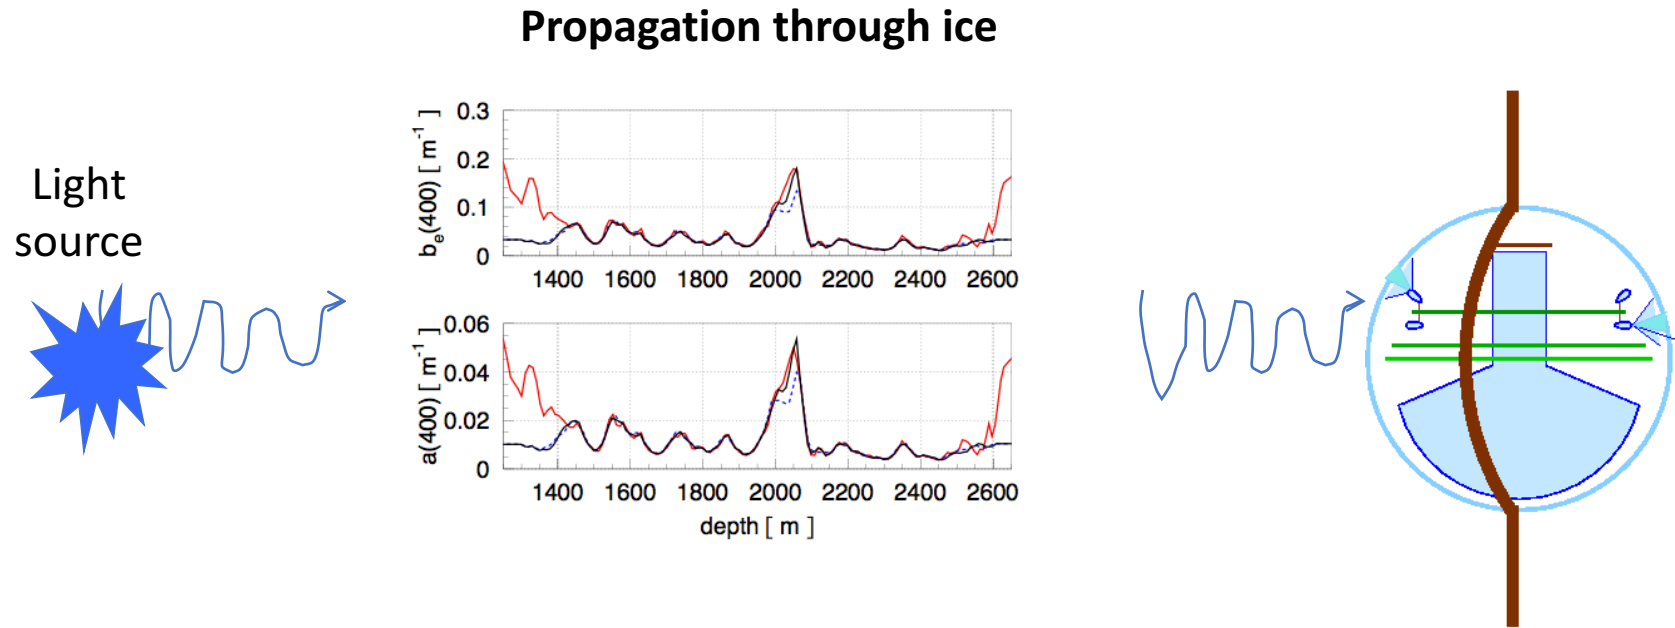 Propagation through ice
Light
source
b_e(400) [ m^-1 ]
0.3
0.2
0.1
0
1400 1600 1800 2000 2200 2400 2600
a(400) [ m^-1 ]
0.06
0.04
0.02
0
1400 1600 1800 2000 2200 2400 2600
depth [ m ]